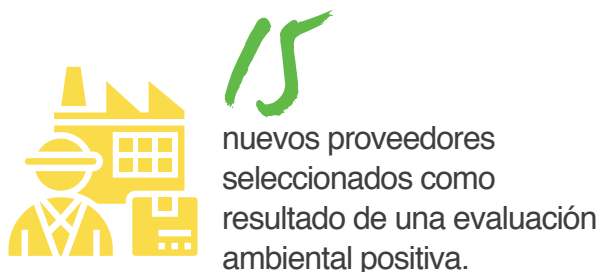 15
nuevos proveedores
seleccionados como
resultado de una evaluación
ambiental positiva.